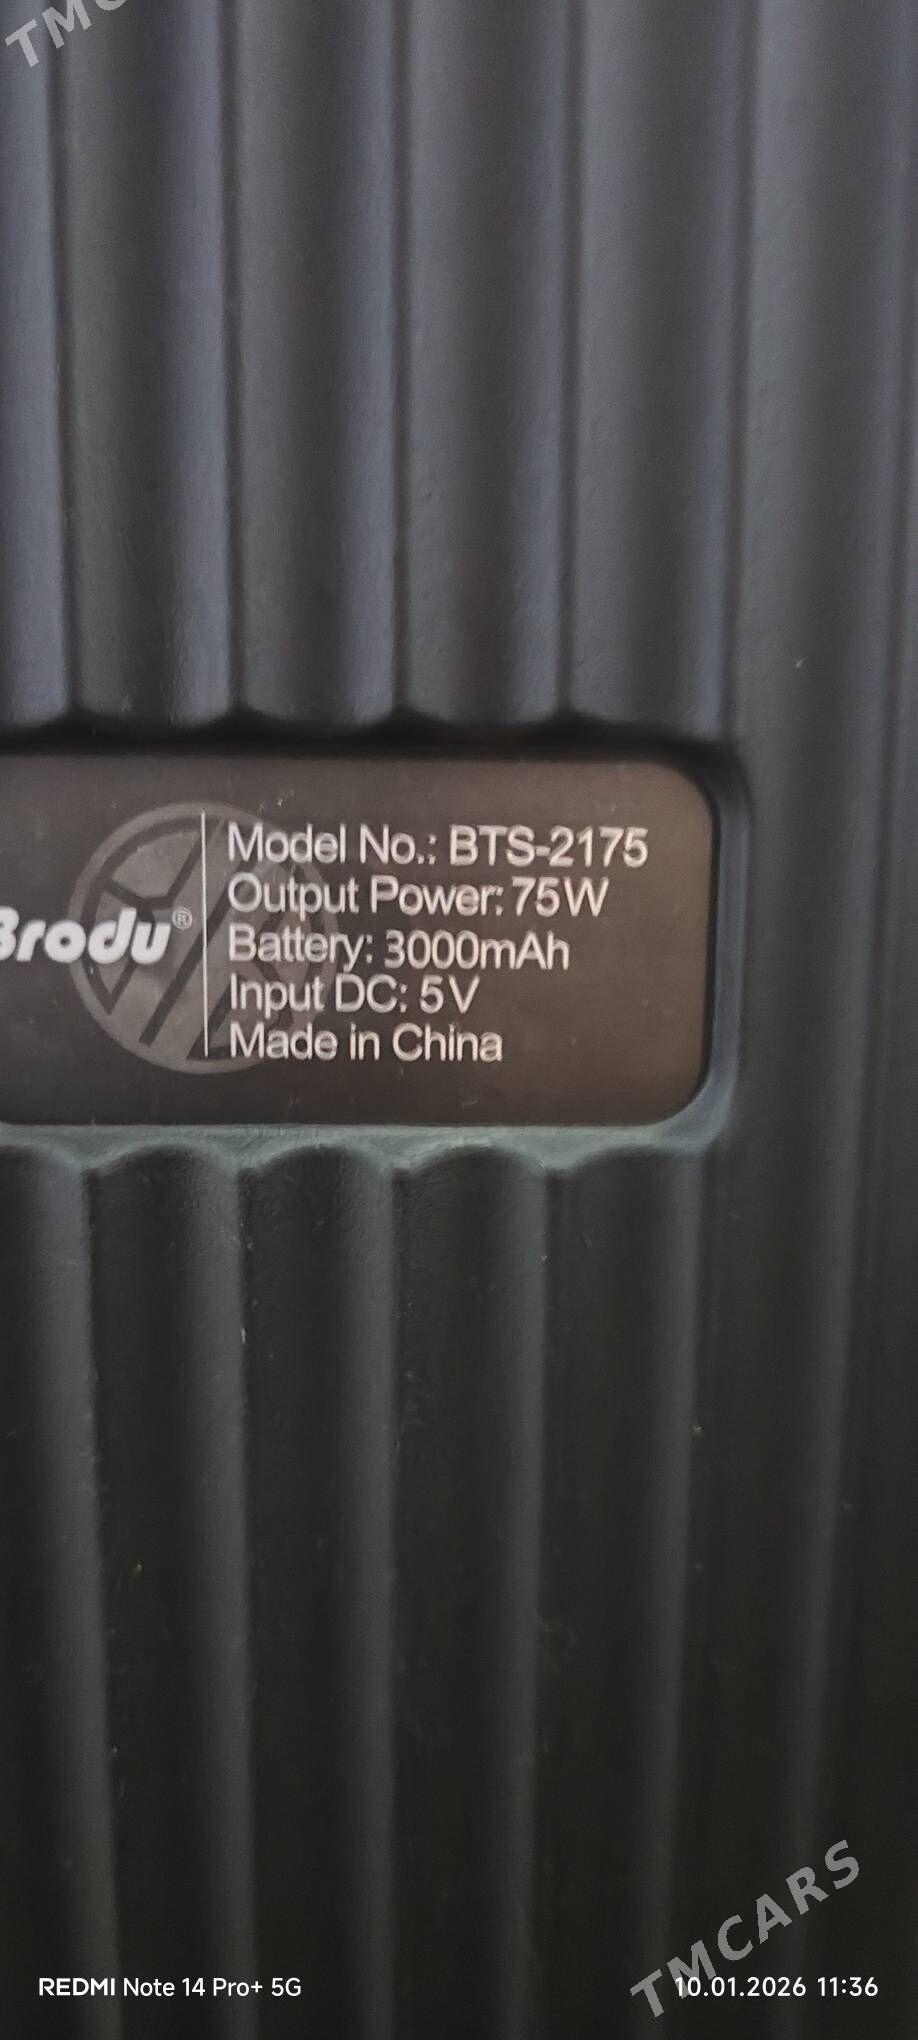 Model No.: BTS-2175
Output Power: 75W
Brodu®
Battery: 3000mAh
Input DC: 5V
Made in China
TMCARS
REDMI Note 14 Pro+ 5G
10.01.2026 11:36